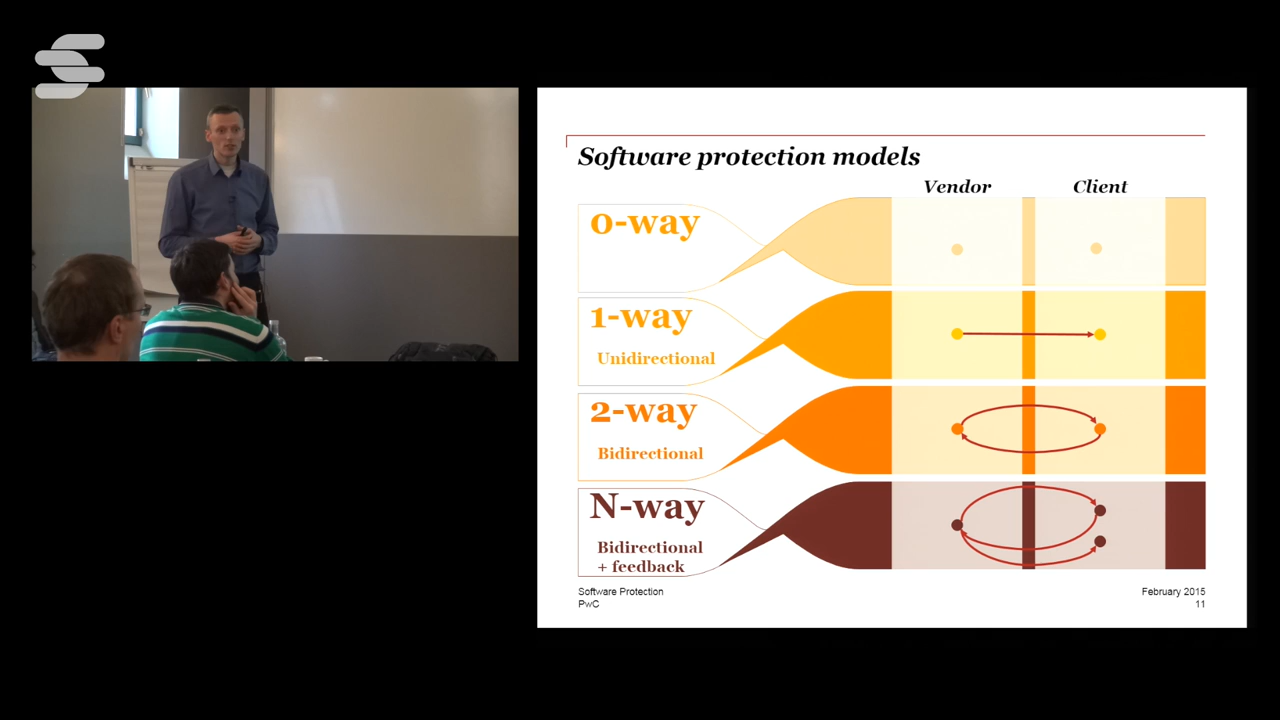 Software protection models
Vendor Client
0-way
1-way
Unidirectional
2-way
Bidirectional
N-way
Bidirectional
+ feedback
Software Protection
PwC
February 2015
11